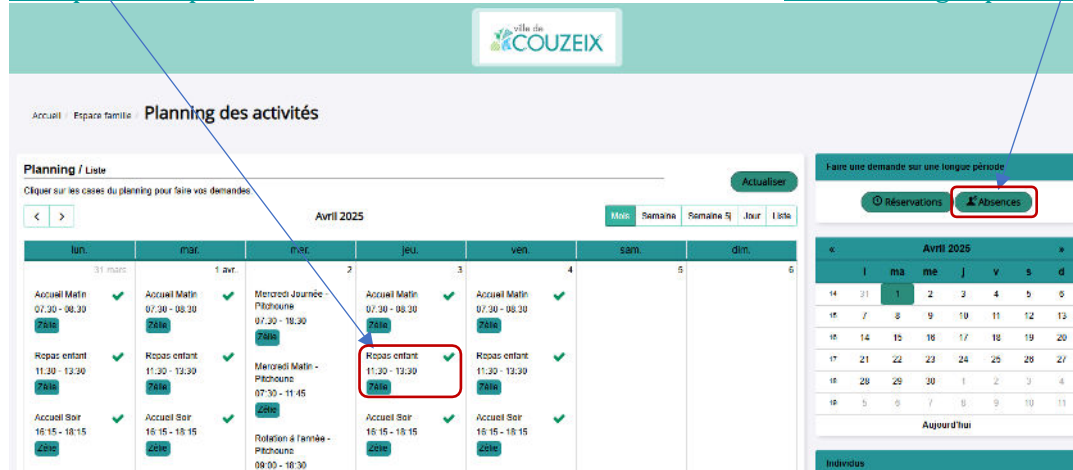 ville de
COUZEIX
Accueil / Espace famille / Planning des activités
Planning / Liste
Cliquer sur les cases du planning pour faire vos demandes
Actualiser
< >
Avril 2025
Mois Semaine Semaine 5j Jour Liste
lun. mar. mer. jeu. ven. sam. dim.
31 mars 1 avr. 2 3 4 5 6
Accueil Matin
07:30 - 08:30
Zélie
Repas enfant
11:30 - 13:30
Zélie
Accueil Soir
16:15 - 18:15
Zélie
Accueil Matin
07:30 - 08:30
Zélie
Repas enfant
11:30 - 13:30
Zélie
Accueil Soir
16:15 - 18:15
Zélie
Mercredi Journée -
Pitchoune
07:30 - 18:30
Zélie
Mercredi Matin -
Pitchoune
07:30 - 11:45
Zélie
Rotation à l'année -
Pitchoune
09:00 - 18:30
Accueil Matin
07:30 - 08:30
Zélie
Repas enfant
11:30 - 13:30
Zélie
Accueil Soir
16:15 - 18:15
Zélie
Accueil Matin
07:30 - 08:30
Zélie
Repas enfant
11:30 - 13:30
Zélie
Accueil Soir
16:15 - 18:15
Zélie
Faire une demande sur une longue période
Réservations Absences
« Avril 2025 »
l ma me j v s d
14 31 1 2 3 4 5 6
15 7 8 9 10 11 12 13
16 14 15 16 17 18 19 20
17 21 22 23 24 25 26 27
18 28 29 30 1 2 3 4
19 5 6 7 8 9 10 11
Aujourd'hui
Individus